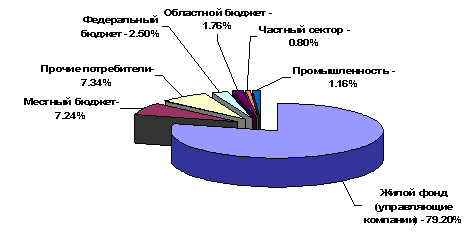 Федеральный
бюджет - 2.50%
Областной бюджет -
1.76%
Частный сектор -
0.80%
Прочие потребители-
7.34%
Промышленность -
1.16%
Местный бюджет-
7.24%
Жилой фонд
(управляющие
компании) - 79.20%